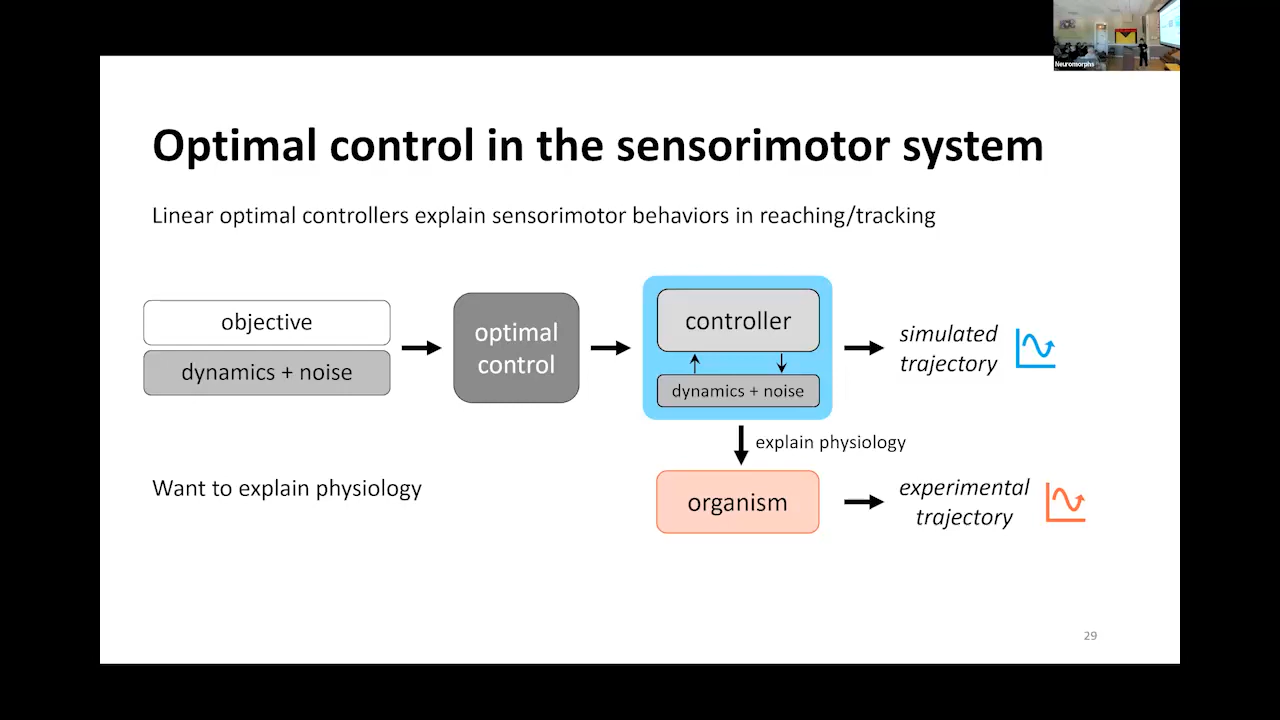 Neuromorphs
Optimal control in the sensorimotor system
Linear optimal controllers explain sensorimotor behaviors in reaching/tracking
objective
dynamics + noise
optimal
control
controller
dynamics + noise
simulated
trajectory
explain physiology
Want to explain physiology
organism
experimental
trajectory
29